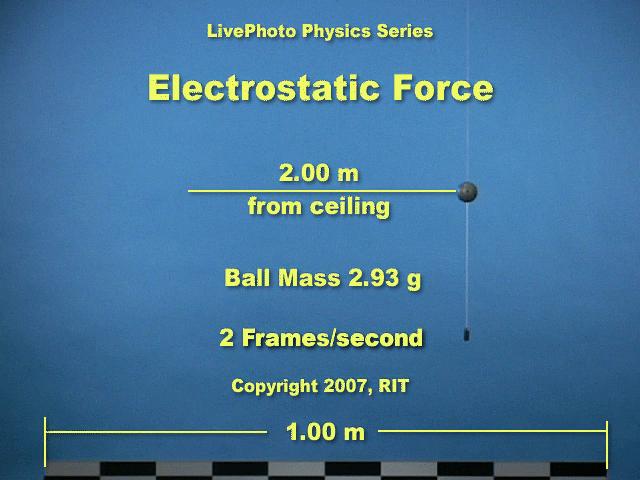 LivePhoto Physics Series
Electrostatic Force
2.00 m
from ceiling
Ball Mass 2.93 g
2 Frames/second
Copyright 2007, RIT
1.00 m